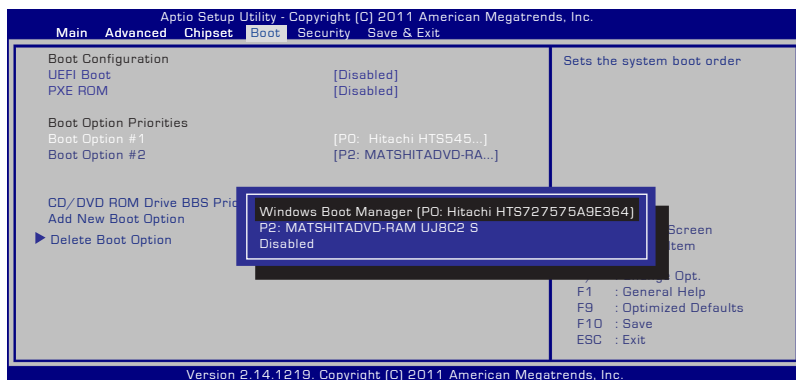 Aptio Setup Utility - Copyright (C) 2011 American Megatrends, Inc.
Main Advanced Chipset Boot Security Save & Exit
Boot Configuration
UEFI Boot [Disabled]
PXE ROM [Disabled]
Boot Option Priorities
Boot Option #1 [P0: Hitachi HTS545...]
Boot Option #2 [P2: MATSHITADVD-RA...]
CD/DVD ROM Drive BBS
Add New Boot Option
Delete Boot Option
Windows Boot Manager (P0: Hitachi HTS727575A9E364)
P2: MATSHITADVD-RAM UJ8C2 S
Disabled
Sets the system boot order
Screen
Item
Opt.
F1 : General Help
F9 : Optimized Defaults
F10 : Save
ESC : Exit
Version 2.14.1219. Copyright (C) 2011 American Megatrends, Inc.